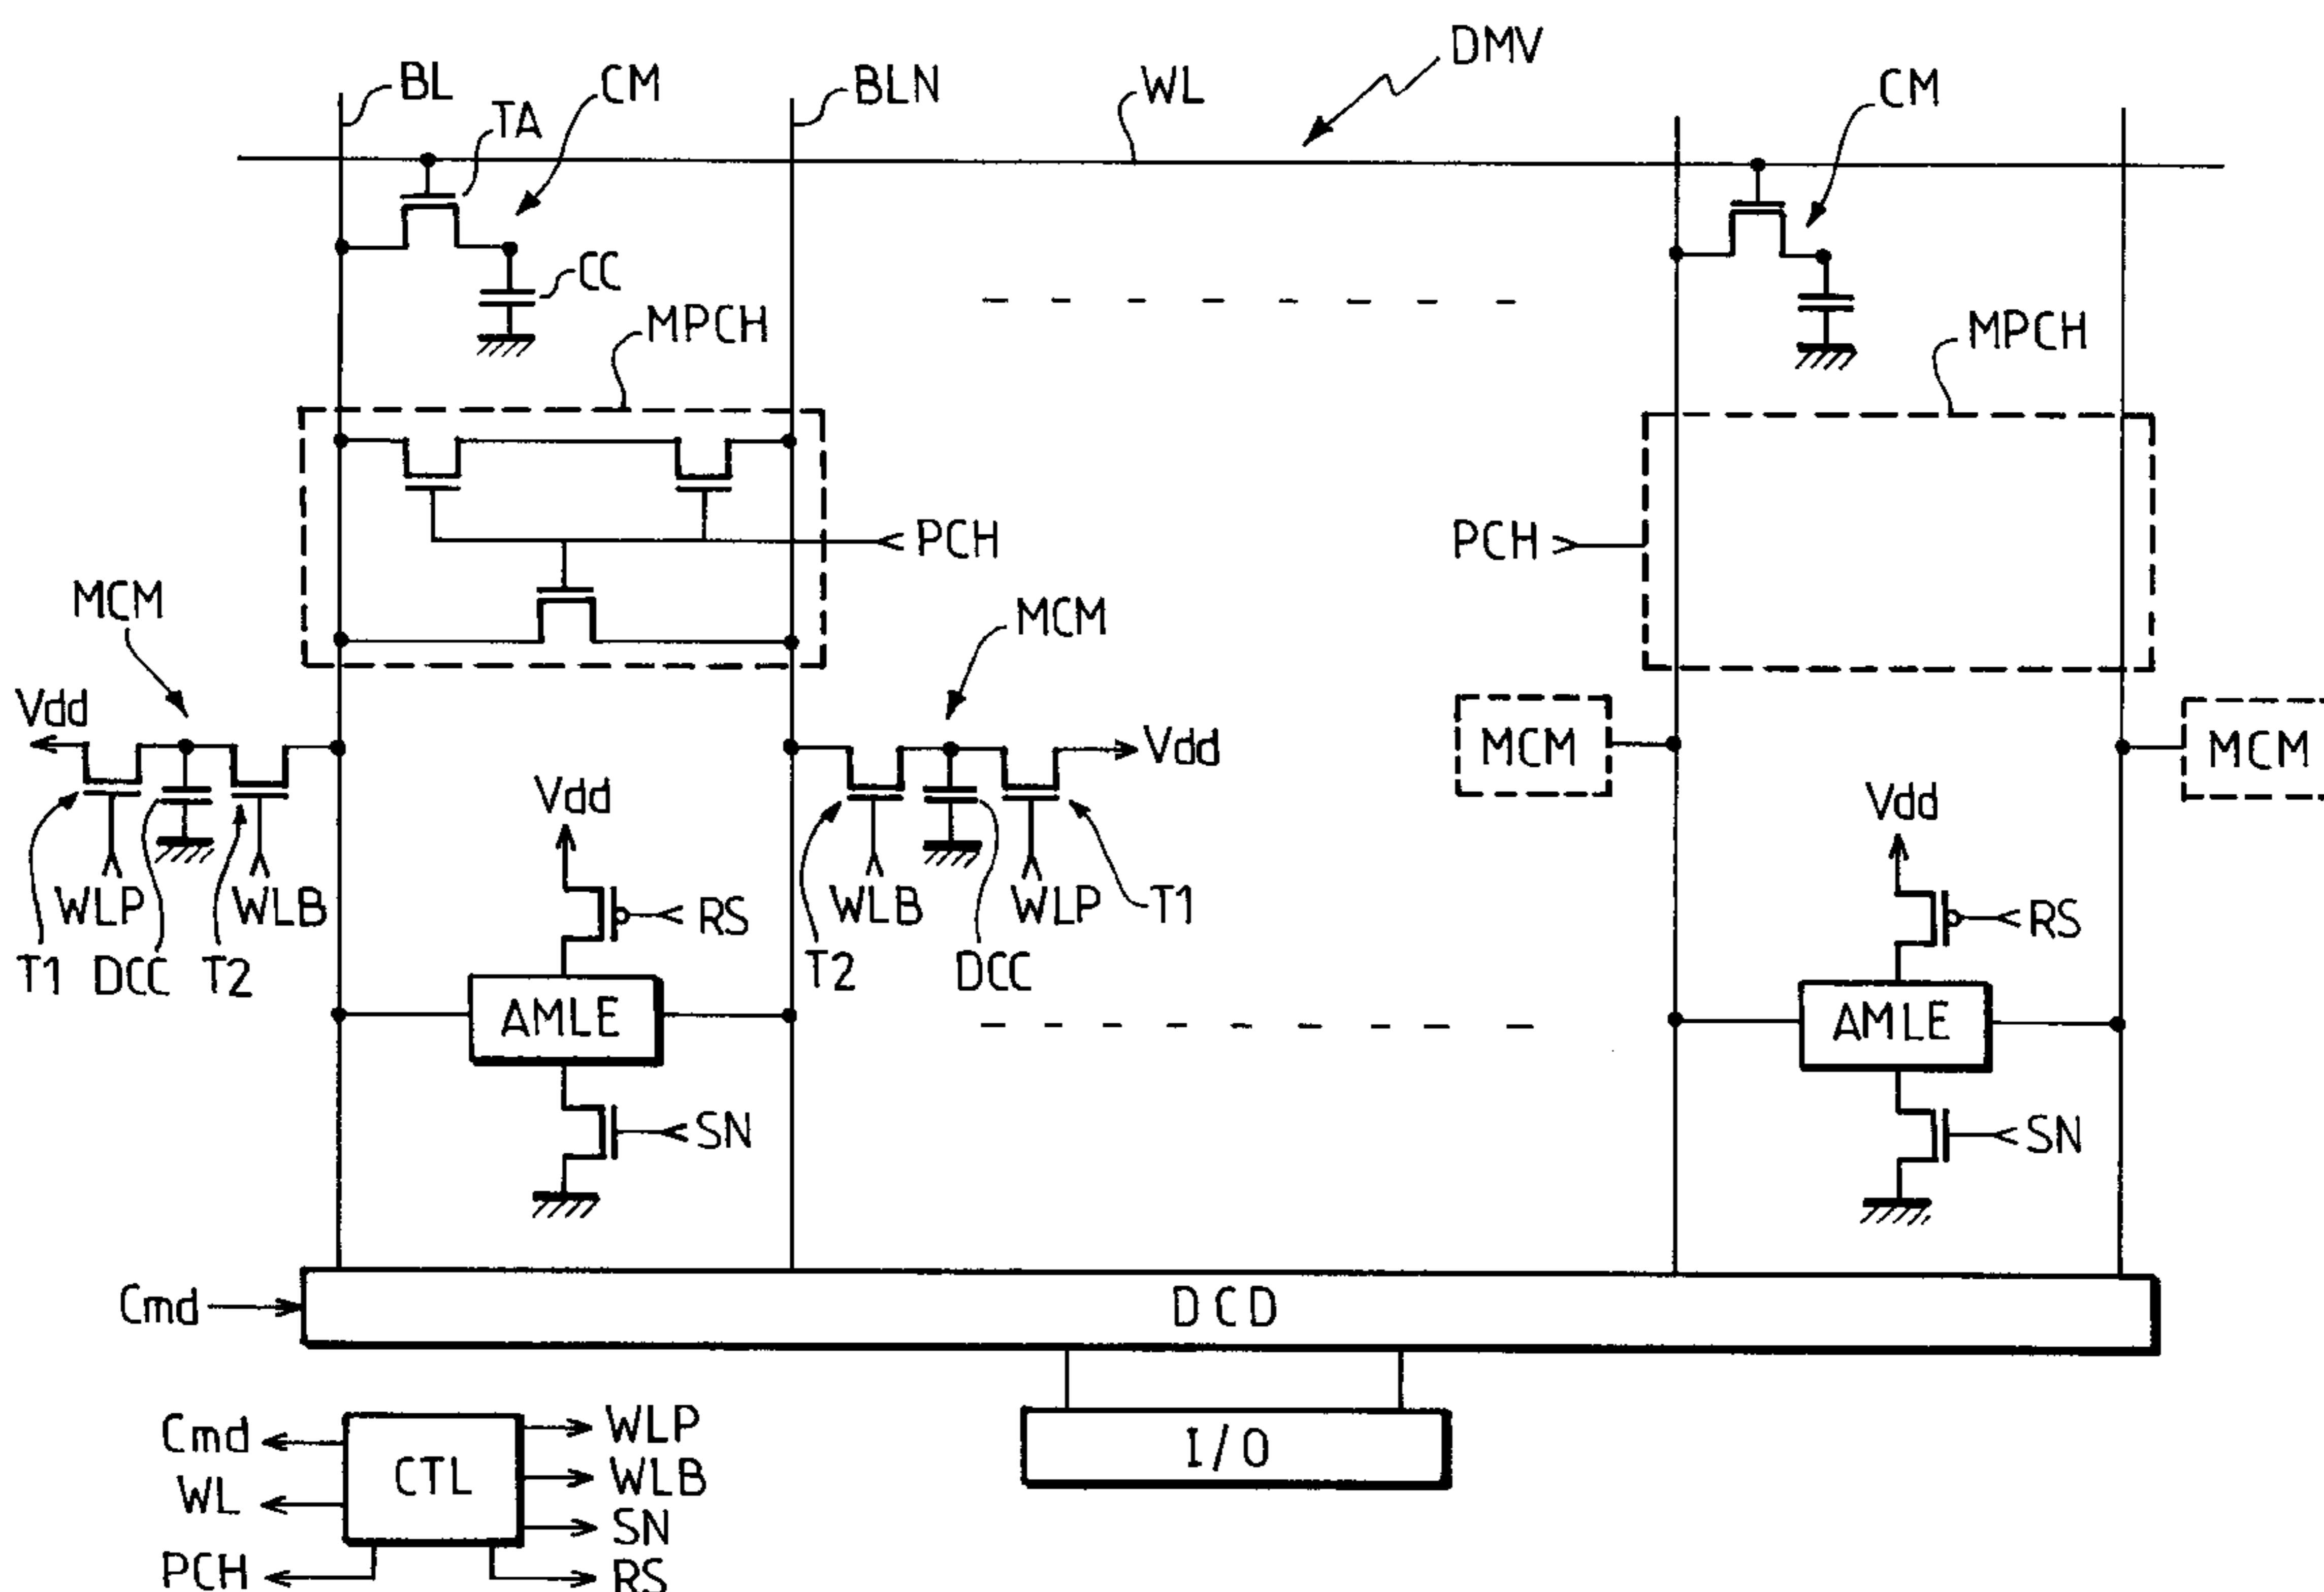 DMV
BL
CM
BLN
WL
CM
TA
CC
MPCH
MPCH
PCH
PCH
MCM
MCM
Vdd
Vdd
MCM
MCM
Vdd
Vdd
WLP
WLB
RS
WLB
WLP
T1
RS
T1
DCC
T2
T2
DCC
AMLE
AMLE
SN
SN
Cmd
DCD
I/O
Cmd
CTL
WLP
WL
WLB
SN
PCH
RS